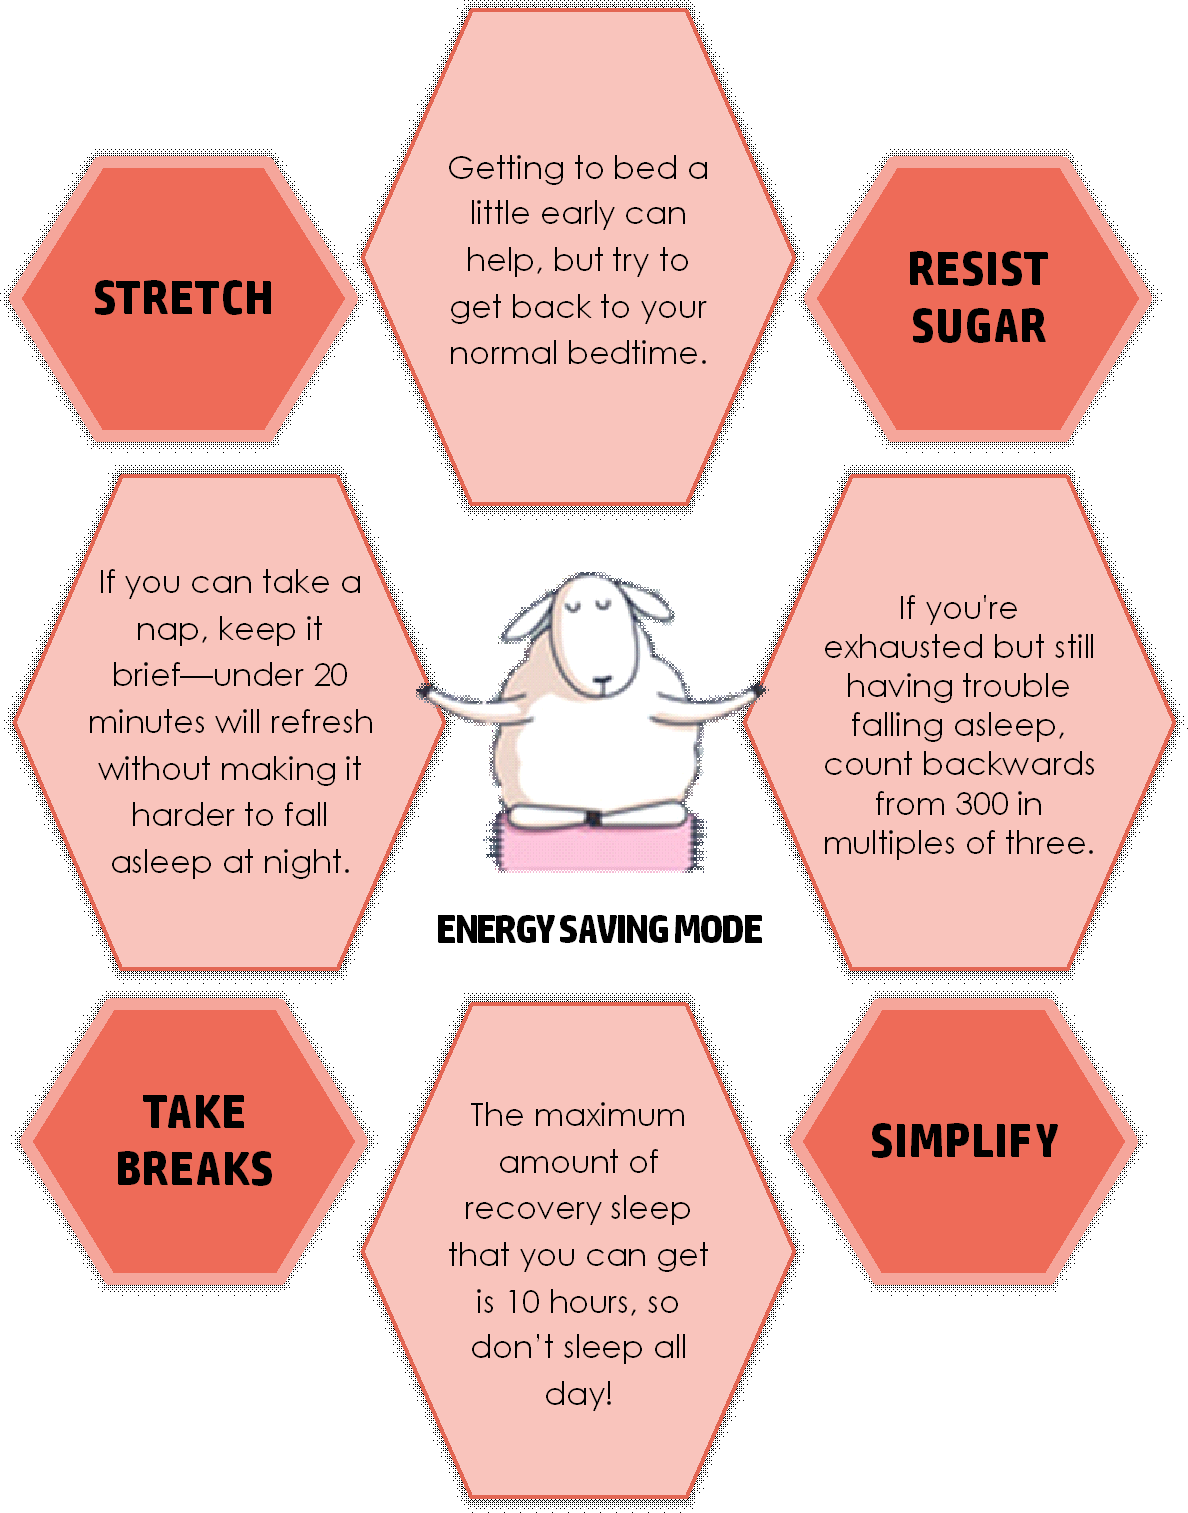 Getting to bed a
little early can
help, but try to
get back to your
normal bedtime.
STRETCH
RESIST
SUGAR
If you can take a
nap, keep it
brief—under 20
minutes will refresh
without making it
harder to fall
asleep at night.
If you're
exhausted but still
having trouble
falling asleep,
count backwards
from 300 in
multiples of three.
ENERGY SAVING MODE
TAKE
BREAKS
SIMPLIFY
The maximum
amount of
recovery sleep
that you can get
is 10 hours, so
don't sleep all
day!